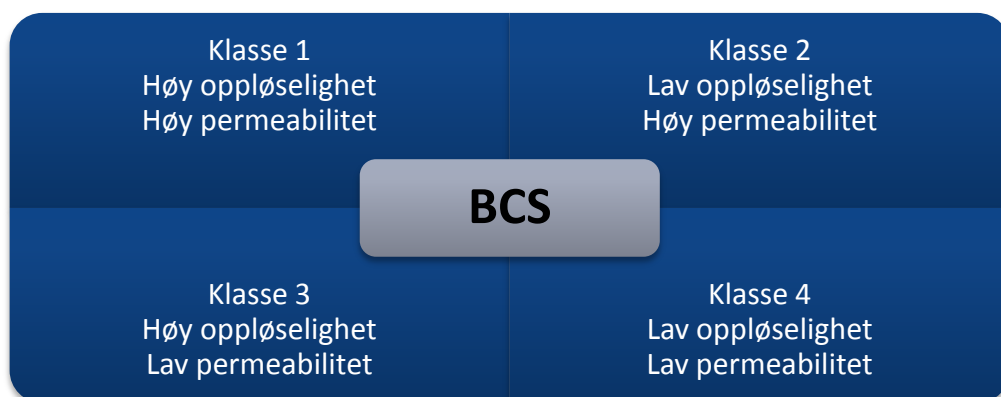 Klasse 1
Høy oppløselighet
Høy permeabilitet
Klasse 2
Lav oppløselighet
Høy permeabilitet
BCS
Klasse 3
Høy oppløselighet
Lav permeabilitet
Klasse 4
Lav oppløselighet
Lav permeabilitet